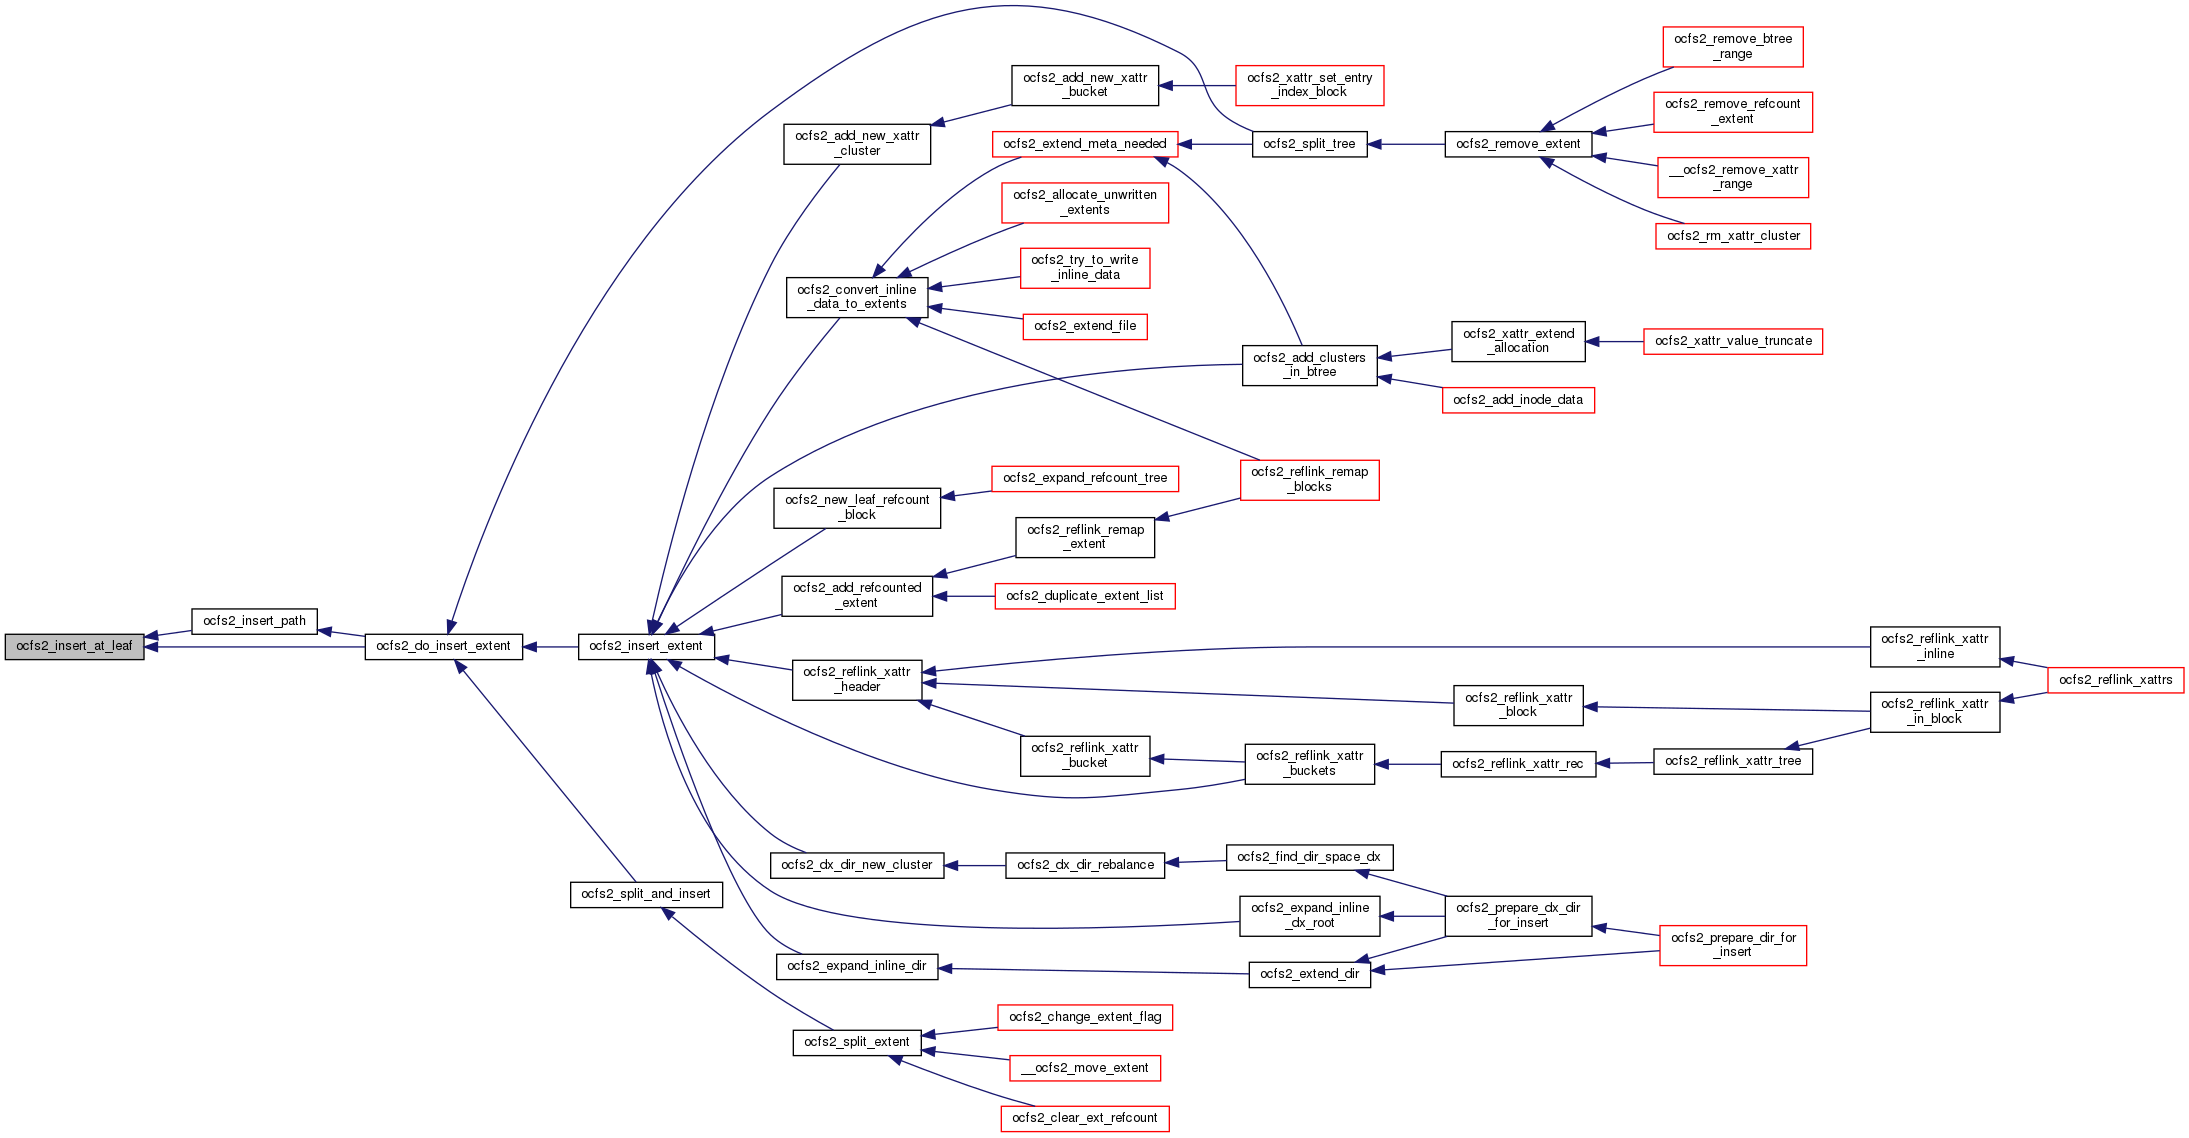 ocfs2_insert_at_leaf
ocfs2_insert_path
ocfs2_do_insert_extent
ocfs2_insert_extent
ocfs2_split_and_insert
ocfs2_add_new_xattr
_cluster
ocfs2_convert_inline
_data_to_extents
ocfs2_new_leaf_refcount
_block
ocfs2_add_refcounted
_extent
ocfs2_reflink_xattr
_header
ocfs2_dx_dir_new_cluster
ocfs2_expand_inline_dir
ocfs2_split_extent
ocfs2_add_new_xattr
_bucket
ocfs2_extend_meta_needed
ocfs2_allocate_unwritten
_extents
ocfs2_try_to_write
_inline_data
ocfs2_extend_file
ocfs2_expand_refcount_tree
ocfs2_reflink_remap
_extent
ocfs2_duplicate_extent_list
ocfs2_reflink_xattr
_bucket
ocfs2_dx_dir_rebalance
ocfs2_change_extent_flag
__ocfs2_move_extent
ocfs2_clear_ext_refcount
ocfs2_xattr_set_entry
_index_block
ocfs2_split_tree
ocfs2_add_clusters
_in_btree
ocfs2_reflink_remap
_blocks
ocfs2_reflink_xattr
_buckets
ocfs2_find_dir_space_dx
ocfs2_expand_inline
_dx_root
ocfs2_extend_dir
ocfs2_remove_extent
ocfs2_xattr_extend
_allocation
ocfs2_add_inode_data
ocfs2_reflink_xattr
_block
ocfs2_reflink_xattr_rec
ocfs2_prepare_dx_dir
_for_insert
ocfs2_remove_btree
_range
ocfs2_remove_refcount
_extent
__ocfs2_remove_xattr
_range
ocfs2_rm_xattr_cluster
ocfs2_xattr_value_truncate
ocfs2_reflink_xattr_tree
ocfs2_prepare_dir_for
_insert
ocfs2_reflink_xattr
_inline
ocfs2_reflink_xattr
_in_block
ocfs2_reflink_xattrs